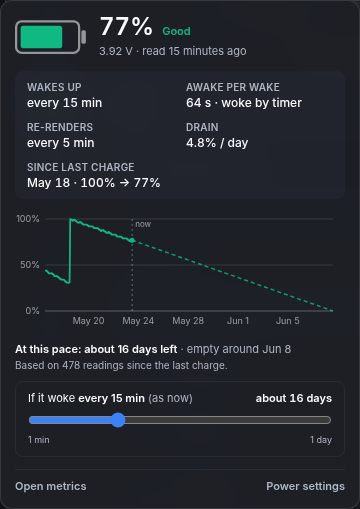 77% Good
3.92 V · read 15 minutes ago
WAKES UP
every 15 min
AWAKE PER WAKE
64 s · woke by timer
RE-RENDERS
every 5 min
DRAIN
4.8% / day
SINCE LAST CHARGE
May 18 · 100% → 77%
100%
now
50%
0%
May 20 May 24 May 28 Jun 1 Jun 5
At this pace: about 16 days left · empty around Jun 8
Based on 478 readings since the last charge.
If it woke every 15 min (as now) about 16 days
1 min 1 day
Open metrics Power settings